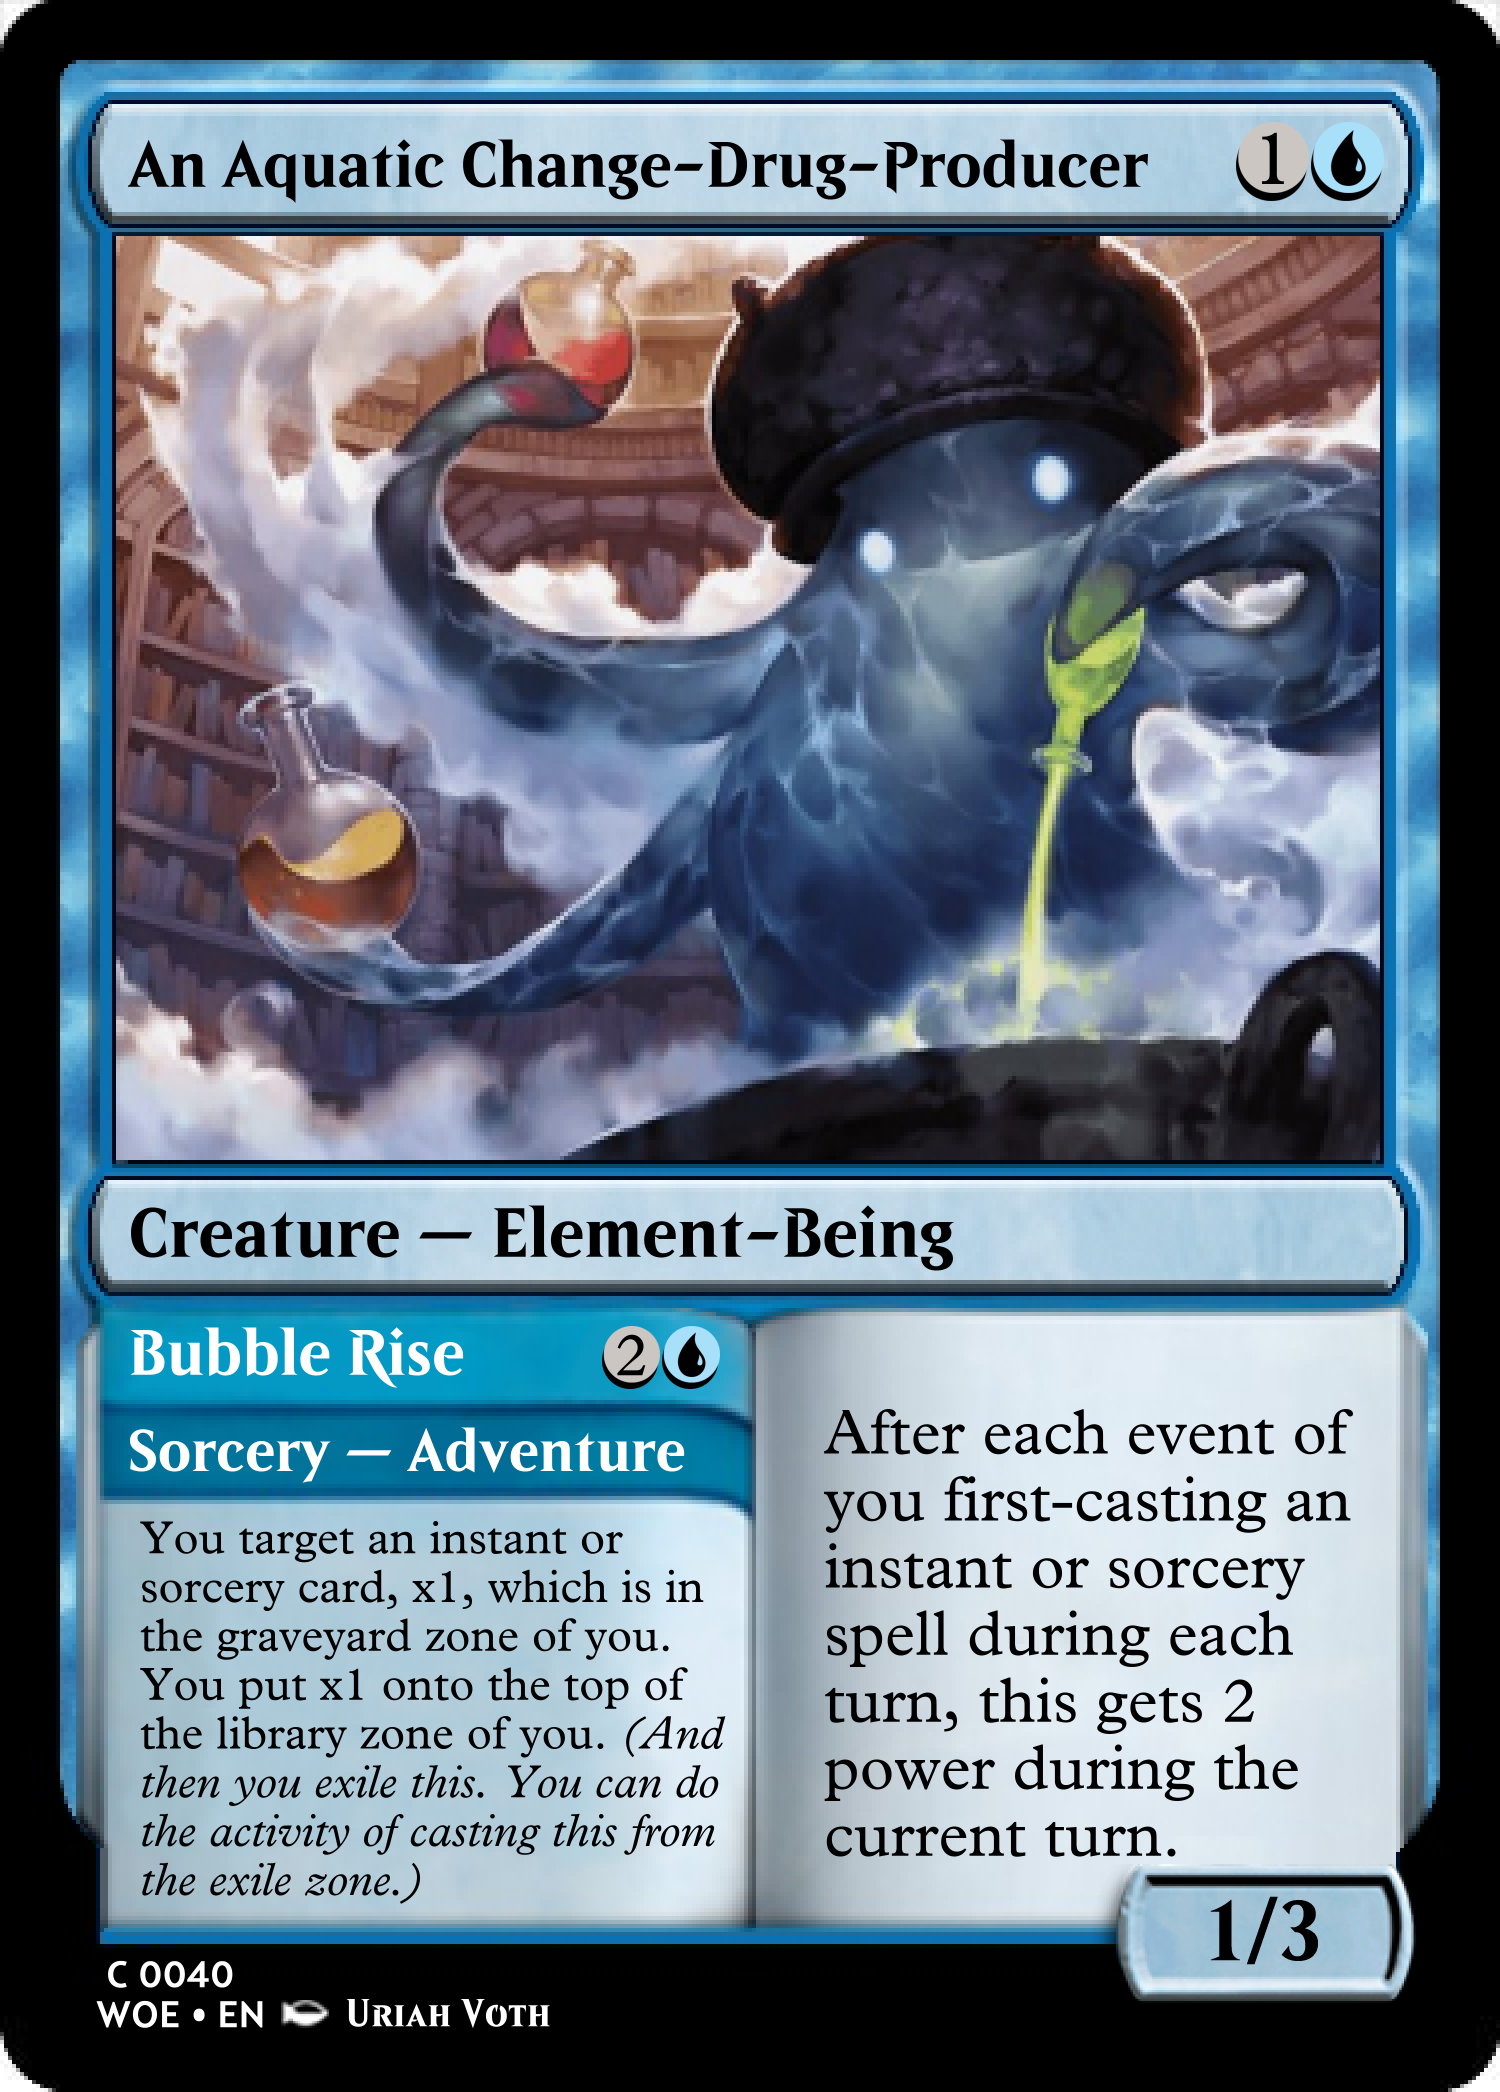 An Aquatic Change-Drug-Producer 1
Creature — Element-Being
Bubble Rise 2
Sorcery — Adventure
You target an instant or
sorcery card, x1, which is in
the graveyard zone of you.
You put x1 onto the top of
the library zone of you. (And
then you exile this. You can do
the activity of casting this from
the exile zone.)
After each event of
you first-casting an
instant or sorcery
spell during each
turn, this gets 2
power during the
current turn.
1/3
C 0040
WOE • EN Uriah Voth